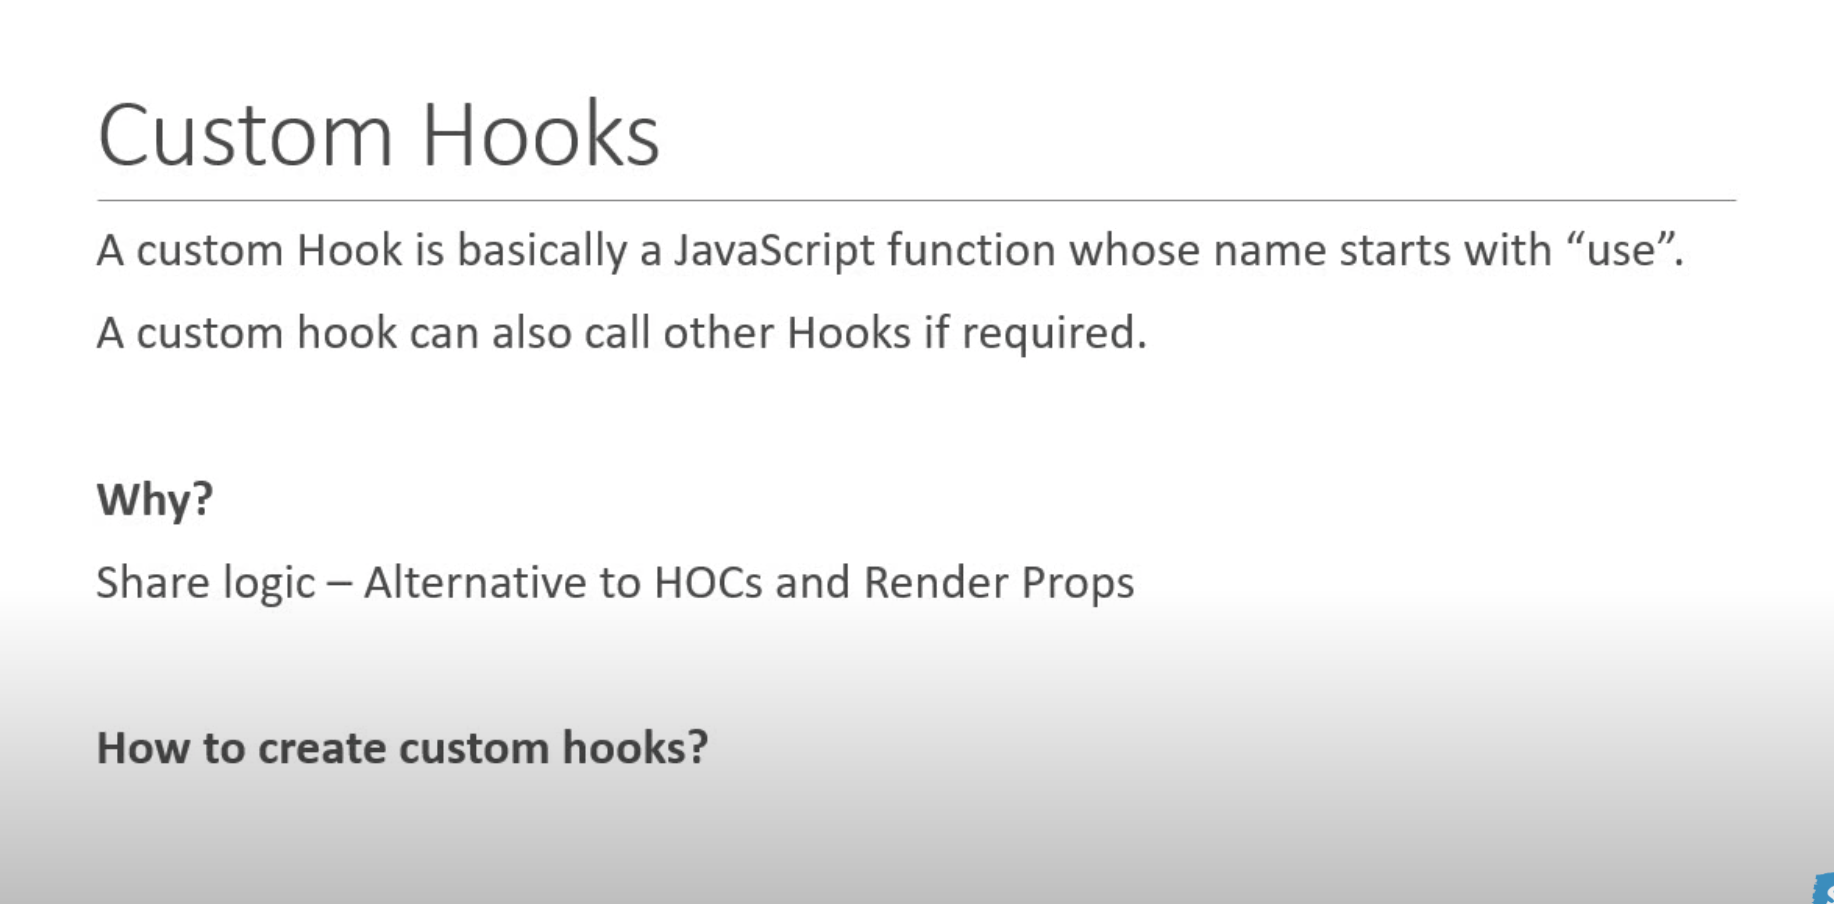 Custom Hooks
A custom Hook is basically a JavaScript function whose name starts with “use”.
A custom hook can also call other Hooks if required.
Why?
Share logic – Alternative to HOCs and Render Props
How to create custom hooks?